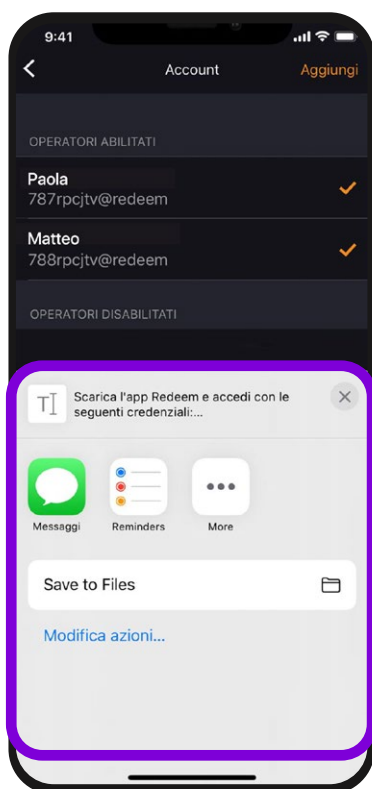 9:41
Account
Aggiungi
OPERATORI ABILITATI
Paola
787rpcjtv@redeem
Matteo
788rpcjtv@redeem
OPERATORI DISABILITATI
Scarica l'app Redeem e accedi con le
seguenti credenziali:...
Messaggi
Reminders
More
Save to Files
Modifica azioni...